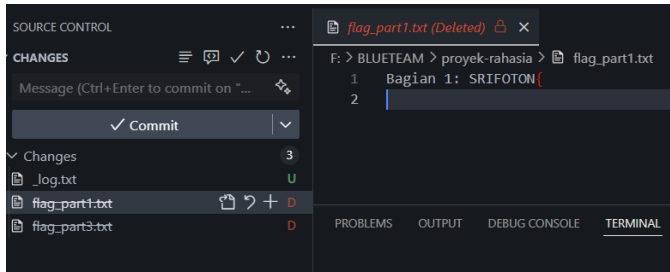 SOURCE CONTROL
CHANGES
Message (Ctrl+Enter to commit on "...
Commit
Changes 3
_log.txt U
flag_part1.txt D
flag_part3.txt D
flag_part1.txt (Deleted)
F: > BLUETEAM > proyek-rahasia > flag_part1.txt
1 Bagian 1: SRIFOTON{
2
PROBLEMS OUTPUT DEBUG CONSOLE TERMINAL